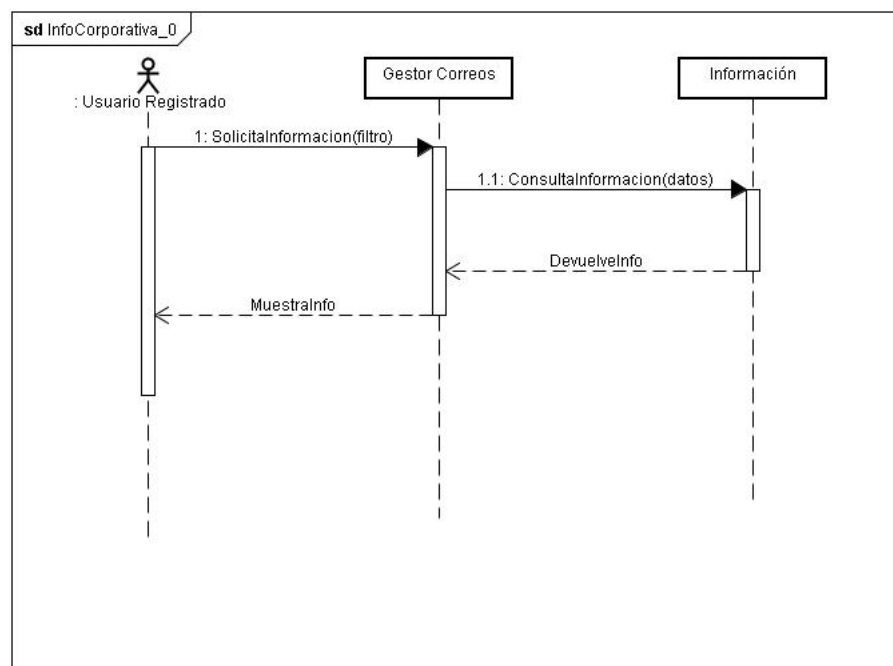 sd InfoCorporativa_0
: Usuario Registrado
Gestor Correos
Información
1: SolicitaInformacion(filtro)
1.1: ConsultaInformacion(datos)
DevuelveInfo
MuestraInfo